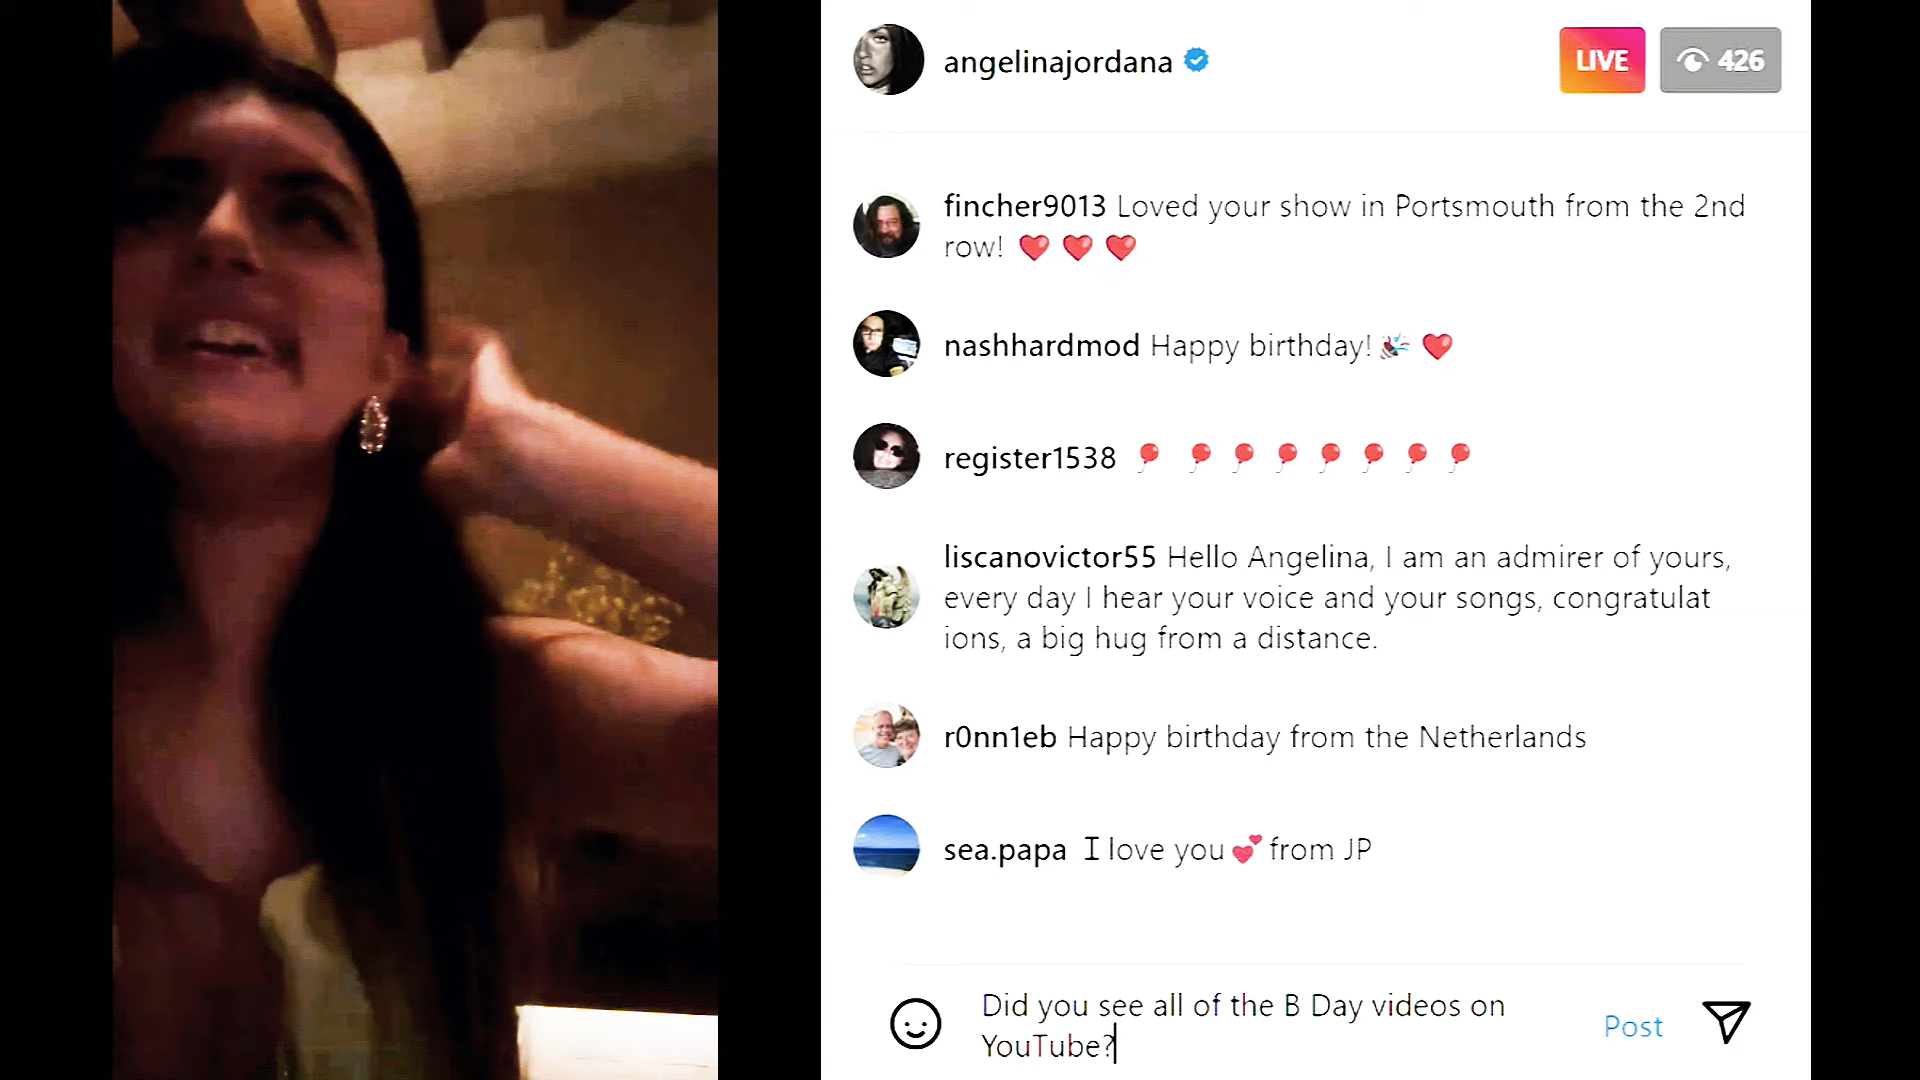 angelinajordana
LIVE
426
fincher9013 Loved your show in Portsmouth from the 2nd
row! ❤️ ❤️ ❤️
nashhardmod Happy birthday! 🎉 ❤️
register1538 🎈 🎈 🎈 🎈 🎈 🎈 🎈 🎈
liscanovictor55 Hello Angelina, I am an admirer of yours,
every day I hear your voice and your songs, congratulat
ions, a big hug from a distance.
r0nn1eb Happy birthday from the Netherlands
sea.papa I love you 💕 from JP
Did you see all of the B Day videos on
YouTube?
Post